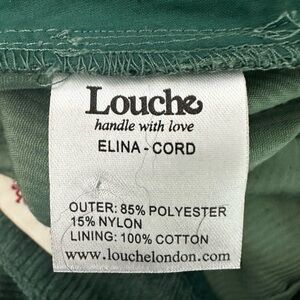 Louche
handle with love
ELINA - CORD
OUTER: 85% POLYESTER
15% NYLON
LINING: 100% COTTON
www.louchelondon.com